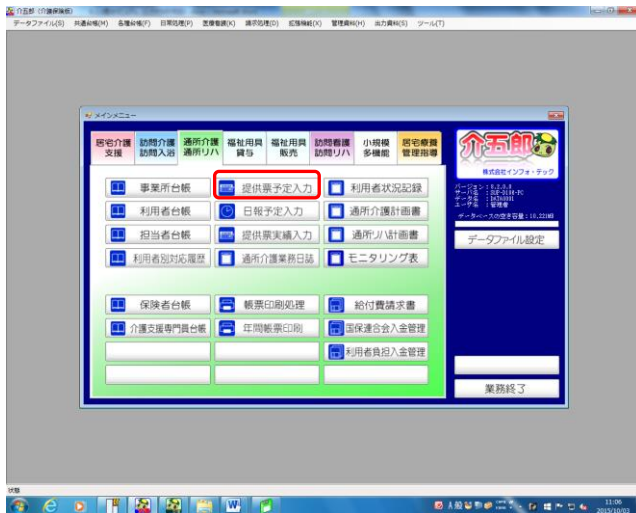 介五郎 (介護保険版)
データファイル(S) 共通台帳(M) 各種台帳(F) 日常処理(P) 医療看護(K) 請求処理(D) 拡張機能(X) 管理資料(H) 出力資料(S) ツール(T)
メインメニュー
居宅介護支援 訪問介護訪問入浴 通所介護通所リハ 福祉用具貸与 福祉用具販売 訪問看護訪問リハ 小規模多機能 居宅療養管理指導
介五郎
株式会社インフォ・テック
事業所台帳 提供票予定入力 利用者状況記録
利用者台帳 日報予定入力 通所介護計画書
担当者台帳 提供票実績入力 通所リハ計画書
利用者別対応履歴 通所介護業務日誌 モニタリング表
データファイル設定
保険者台帳 帳票印刷処理 給付費請求書
介護支援専門員台帳 年間帳票印刷 国保連合会入金管理
利用者負担入金管理
業務終了
状態
11:06
2015/10/03